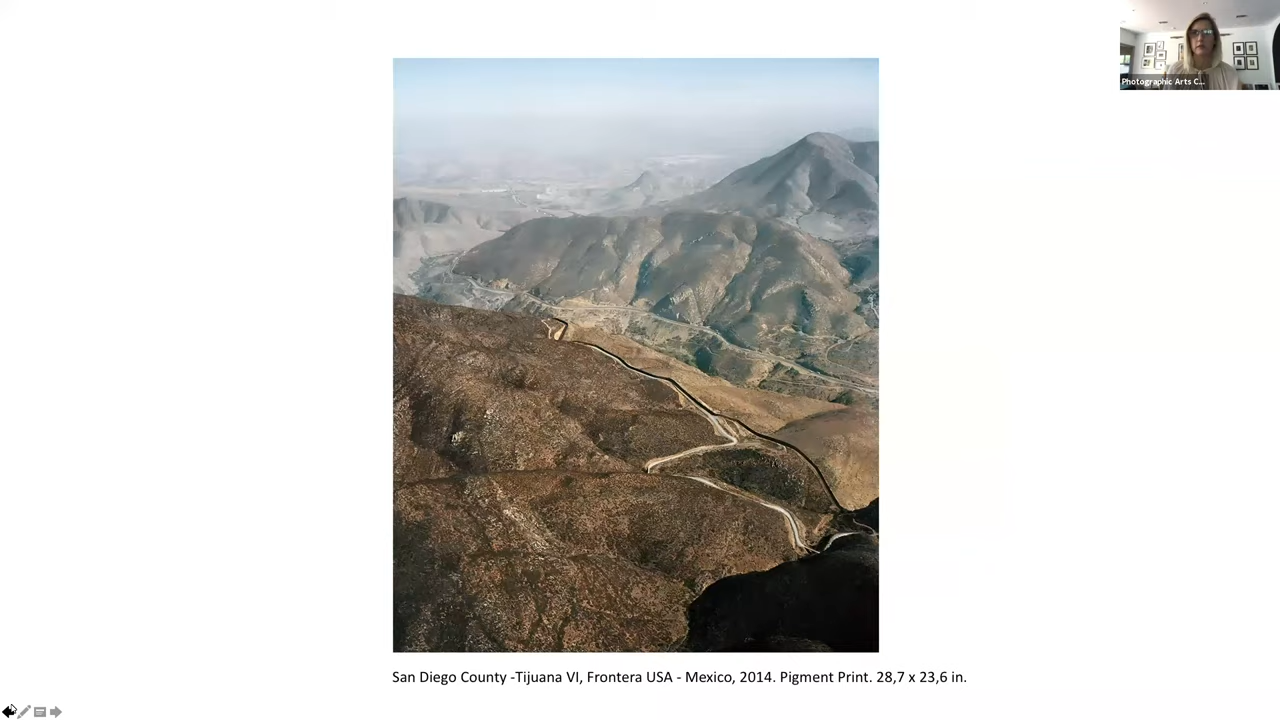 Photographic Arts C...
San Diego County -Tijuana VI, Frontera USA - Mexico, 2014. Pigment Print. 28,7 x 23,6 in.